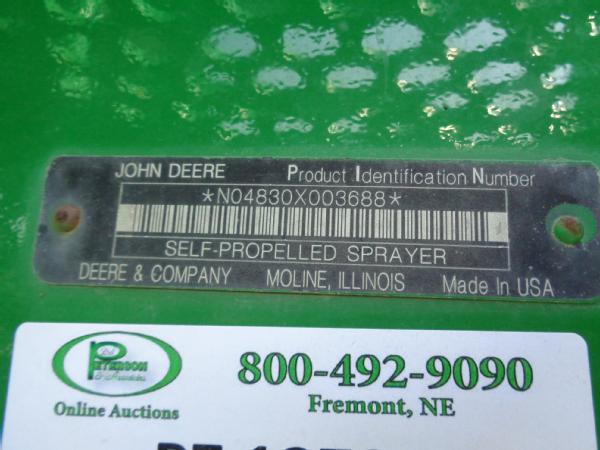 JOHN DEERE Product Identification Number
*N04830X003688*
SELF-PROPELLED SPRAYER
DEERE & COMPANY MOLINE, ILLINOIS Made In USA
PETERSON
Online Auctions
800-492-9090
Fremont, NE